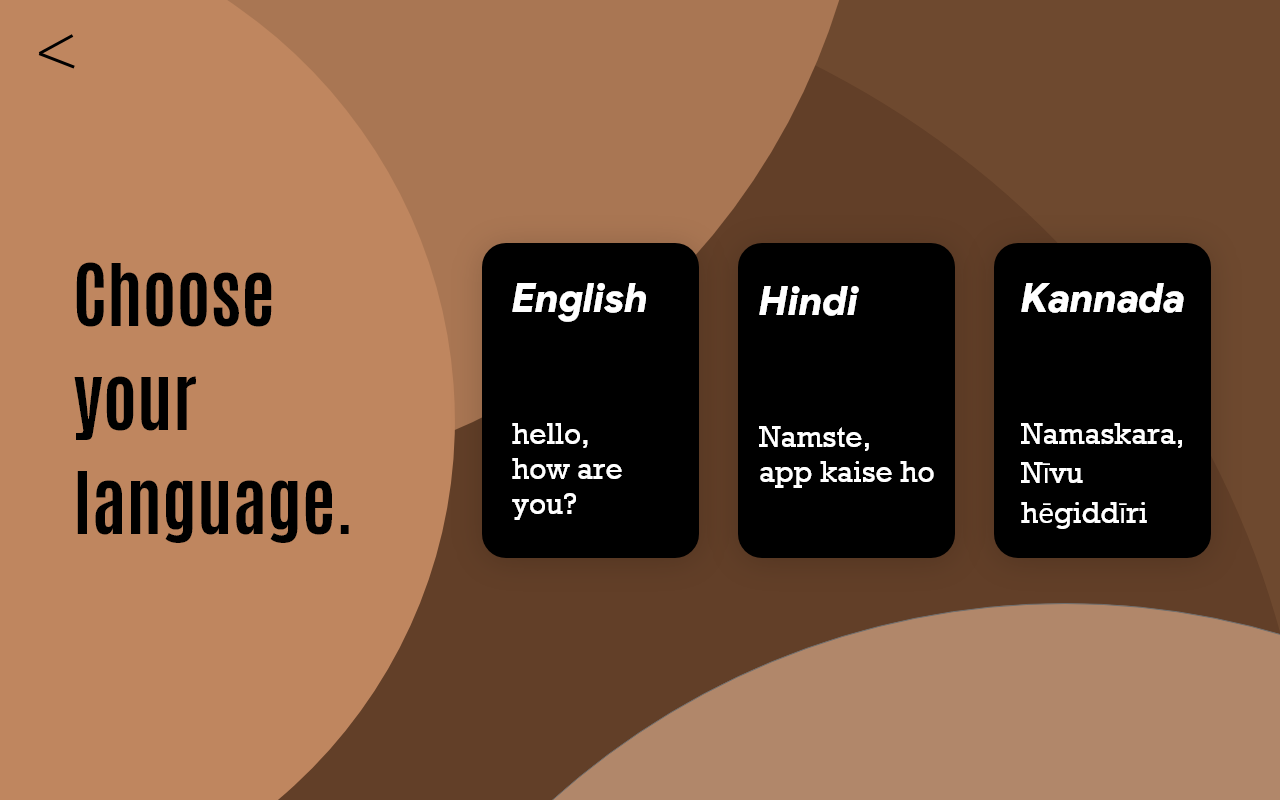 Choose
your
language.
English
hello,
how are
you?
Hindi
Namste,
app kaise ho
Kannada
Namaskara,
Nīvu
hēgiddīri